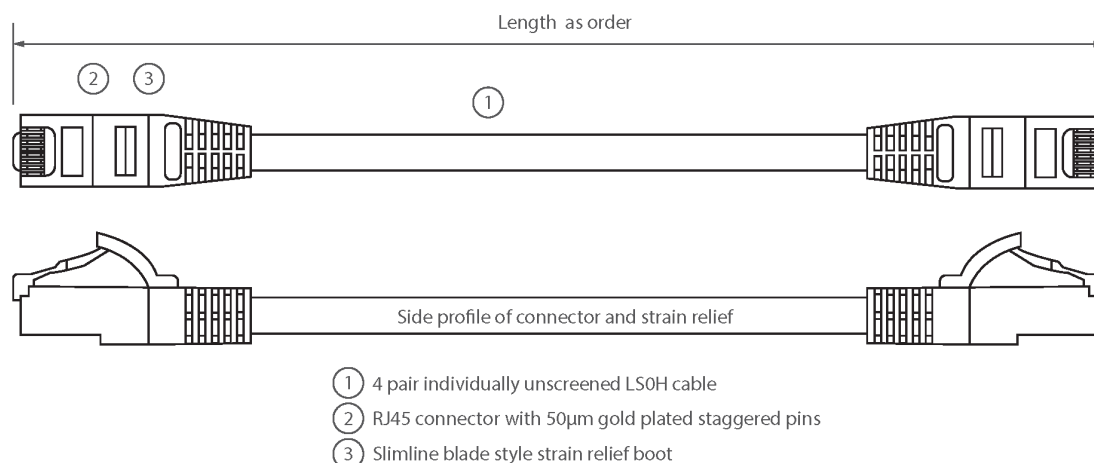 Length as order
2 3
1
Side profile of connector and strain relief
1 4 pair individually unscreened LS0H cable
2 RJ45 connector with 50µm gold plated staggered pins
3 Slimline blade style strain relief boot